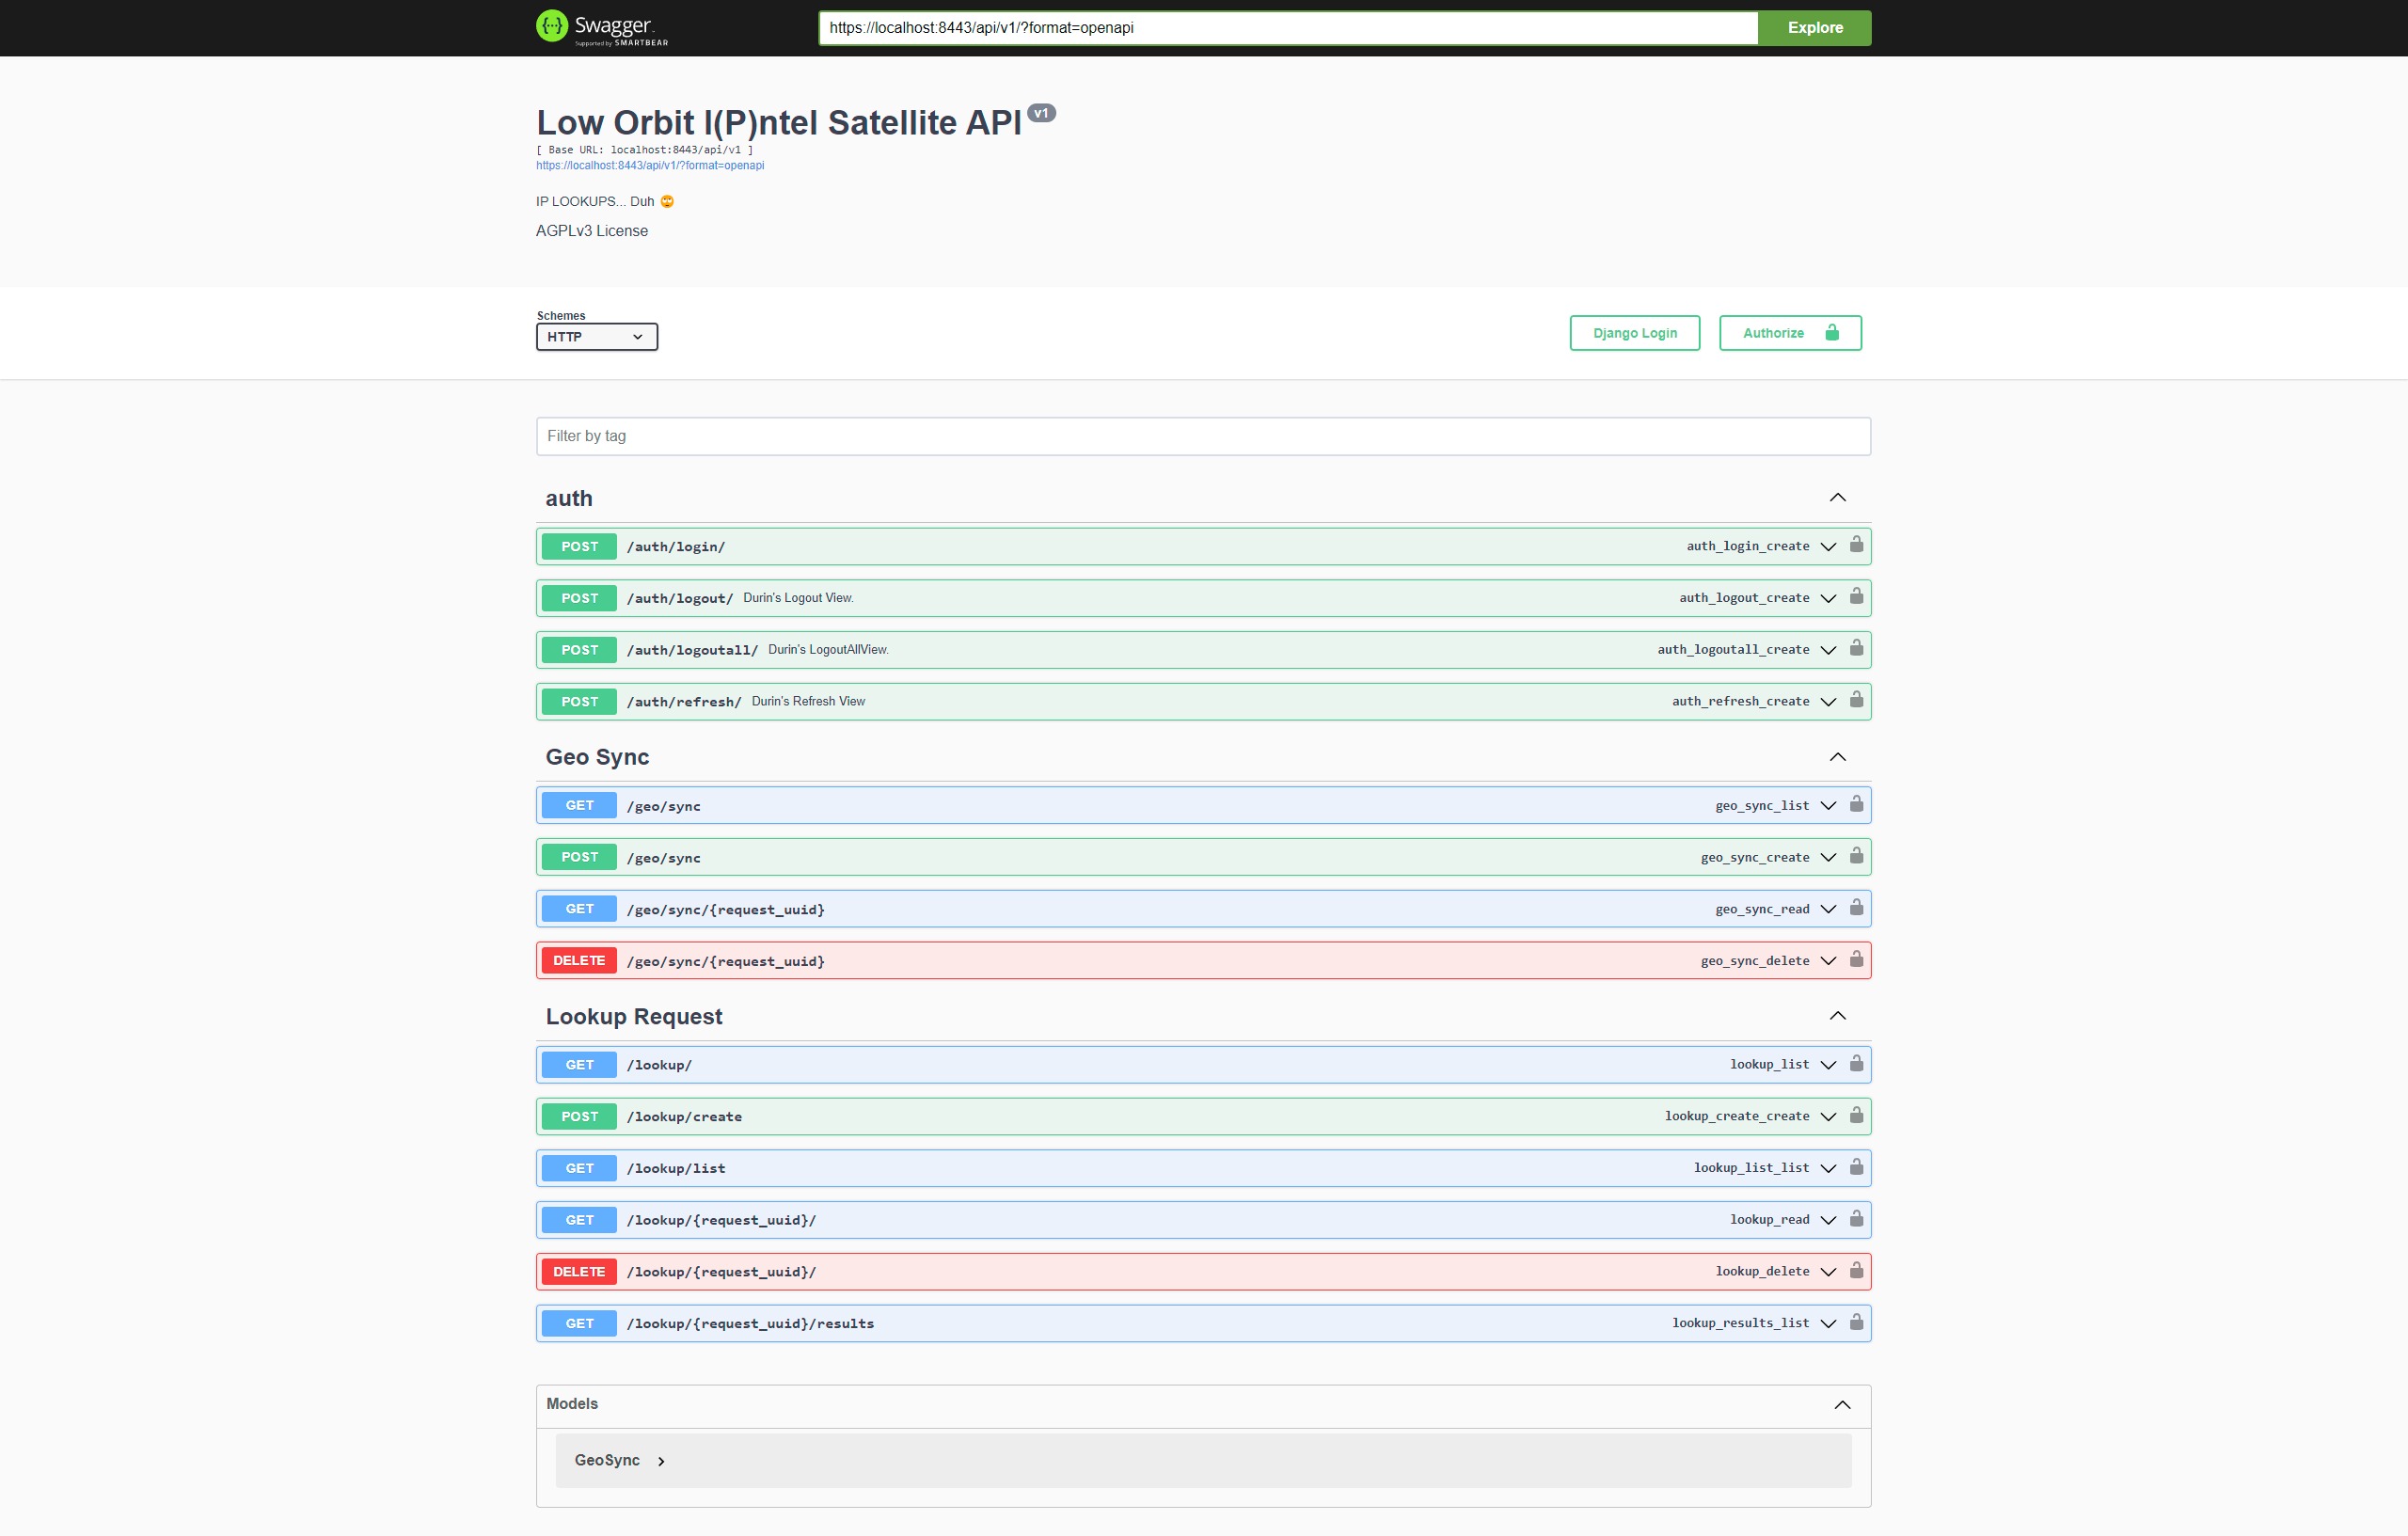 Swagger.
Supported by SMARTBEAR
https://localhost:8443/api/v1/?format=openapi
Explore
Low Orbit I(P)ntel Satellite API v1
[ Base URL: localhost:8443/api/v1 ]
https://localhost:8443/api/v1/?format=openapi
IP LOOKUPS... Duh 🙄
AGPLv3 License
Schemes
HTTP
Django Login
Authorize
Filter by tag
auth
POST /auth/login/ auth_login_create
POST /auth/logout/ Durin's Logout View. auth_logout_create
POST /auth/logoutall/ Durin's LogoutAllView. auth_logoutall_create
POST /auth/refresh/ Durin's Refresh View auth_refresh_create
Geo Sync
GET /geo/sync geo_sync_list
POST /geo/sync geo_sync_create
GET /geo/sync/{request_uuid} geo_sync_read
DELETE /geo/sync/{request_uuid} geo_sync_delete
Lookup Request
GET /lookup/ lookup_list
POST /lookup/create lookup_create_create
GET /lookup/list lookup_list_list
GET /lookup/{request_uuid}/ lookup_read
DELETE /lookup/{request_uuid}/ lookup_delete
GET /lookup/{request_uuid}/results lookup_results_list
Models
GeoSync